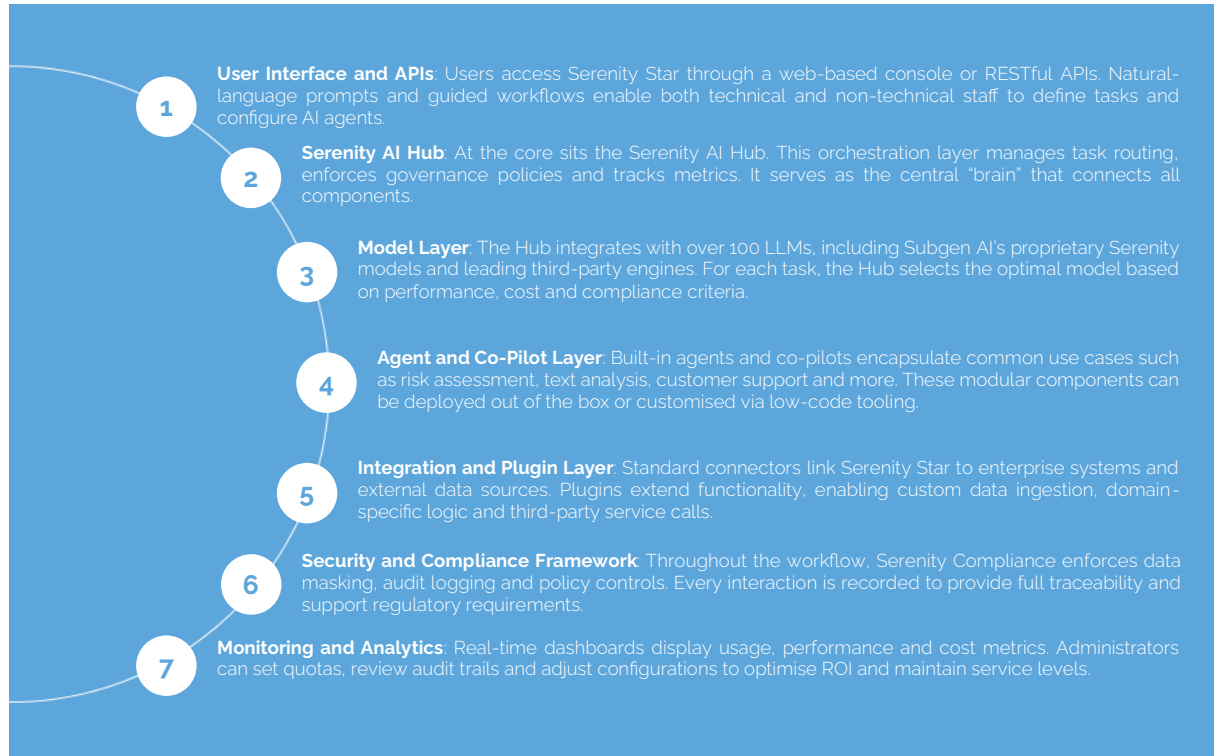 1
User Interface and APIs: Users access Serenity Star through a web-based console or RESTful APIs. Natural-
language prompts and guided workflows enable both technical and non-technical staff to define tasks and
configure AI agents.
2
Serenity AI Hub: At the core sits the Serenity AI Hub. This orchestration layer manages task routing,
enforces governance policies and tracks metrics. It serves as the central “brain” that connects all
components.
3
Model Layer: The Hub integrates with over 100 LLMs, including Subgen AI’s proprietary Serenity
models and leading third-party engines. For each task, the Hub selects the optimal model based
on performance, cost and compliance criteria.
4
Agent and Co-Pilot Layer: Built-in agents and co-pilots encapsulate common use cases such
as risk assessment, text analysis, customer support and more. These modular components can
be deployed out of the box or customised via low-code tooling.
5
Integration and Plugin Layer: Standard connectors link Serenity Star to enterprise systems and
external data sources. Plugins extend functionality, enabling custom data ingestion, domain-
specific logic and third-party service calls.
6
Security and Compliance Framework: Throughout the workflow, Serenity Compliance enforces data
masking, audit logging and policy controls. Every interaction is recorded to provide full traceability and
support regulatory requirements.
7
Monitoring and Analytics: Real-time dashboards display usage, performance and cost metrics. Administrators
can set quotas, review audit trails and adjust configurations to optimise ROI and maintain service levels.